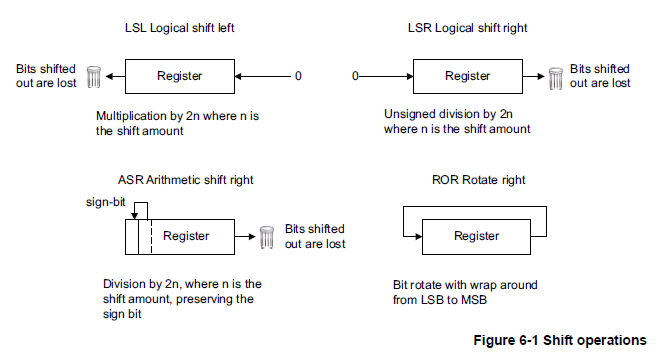 LSL Logical shift left
Bits shifted
out are lost
Register
0
Multiplication by 2n where n is
the shift amount
LSR Logical shift right
0
Register
Bits shifted
out are lost
Unsigned division by 2n
where n is the shift amount
ASR Arithmetic shift right
sign-bit
Register
Bits shifted
out are lost
Division by 2n, where n is the
shift amount, preserving the
sign bit
ROR Rotate right
Register
Bit rotate with wrap around
from LSB to MSB
Figure 6-1 Shift operations